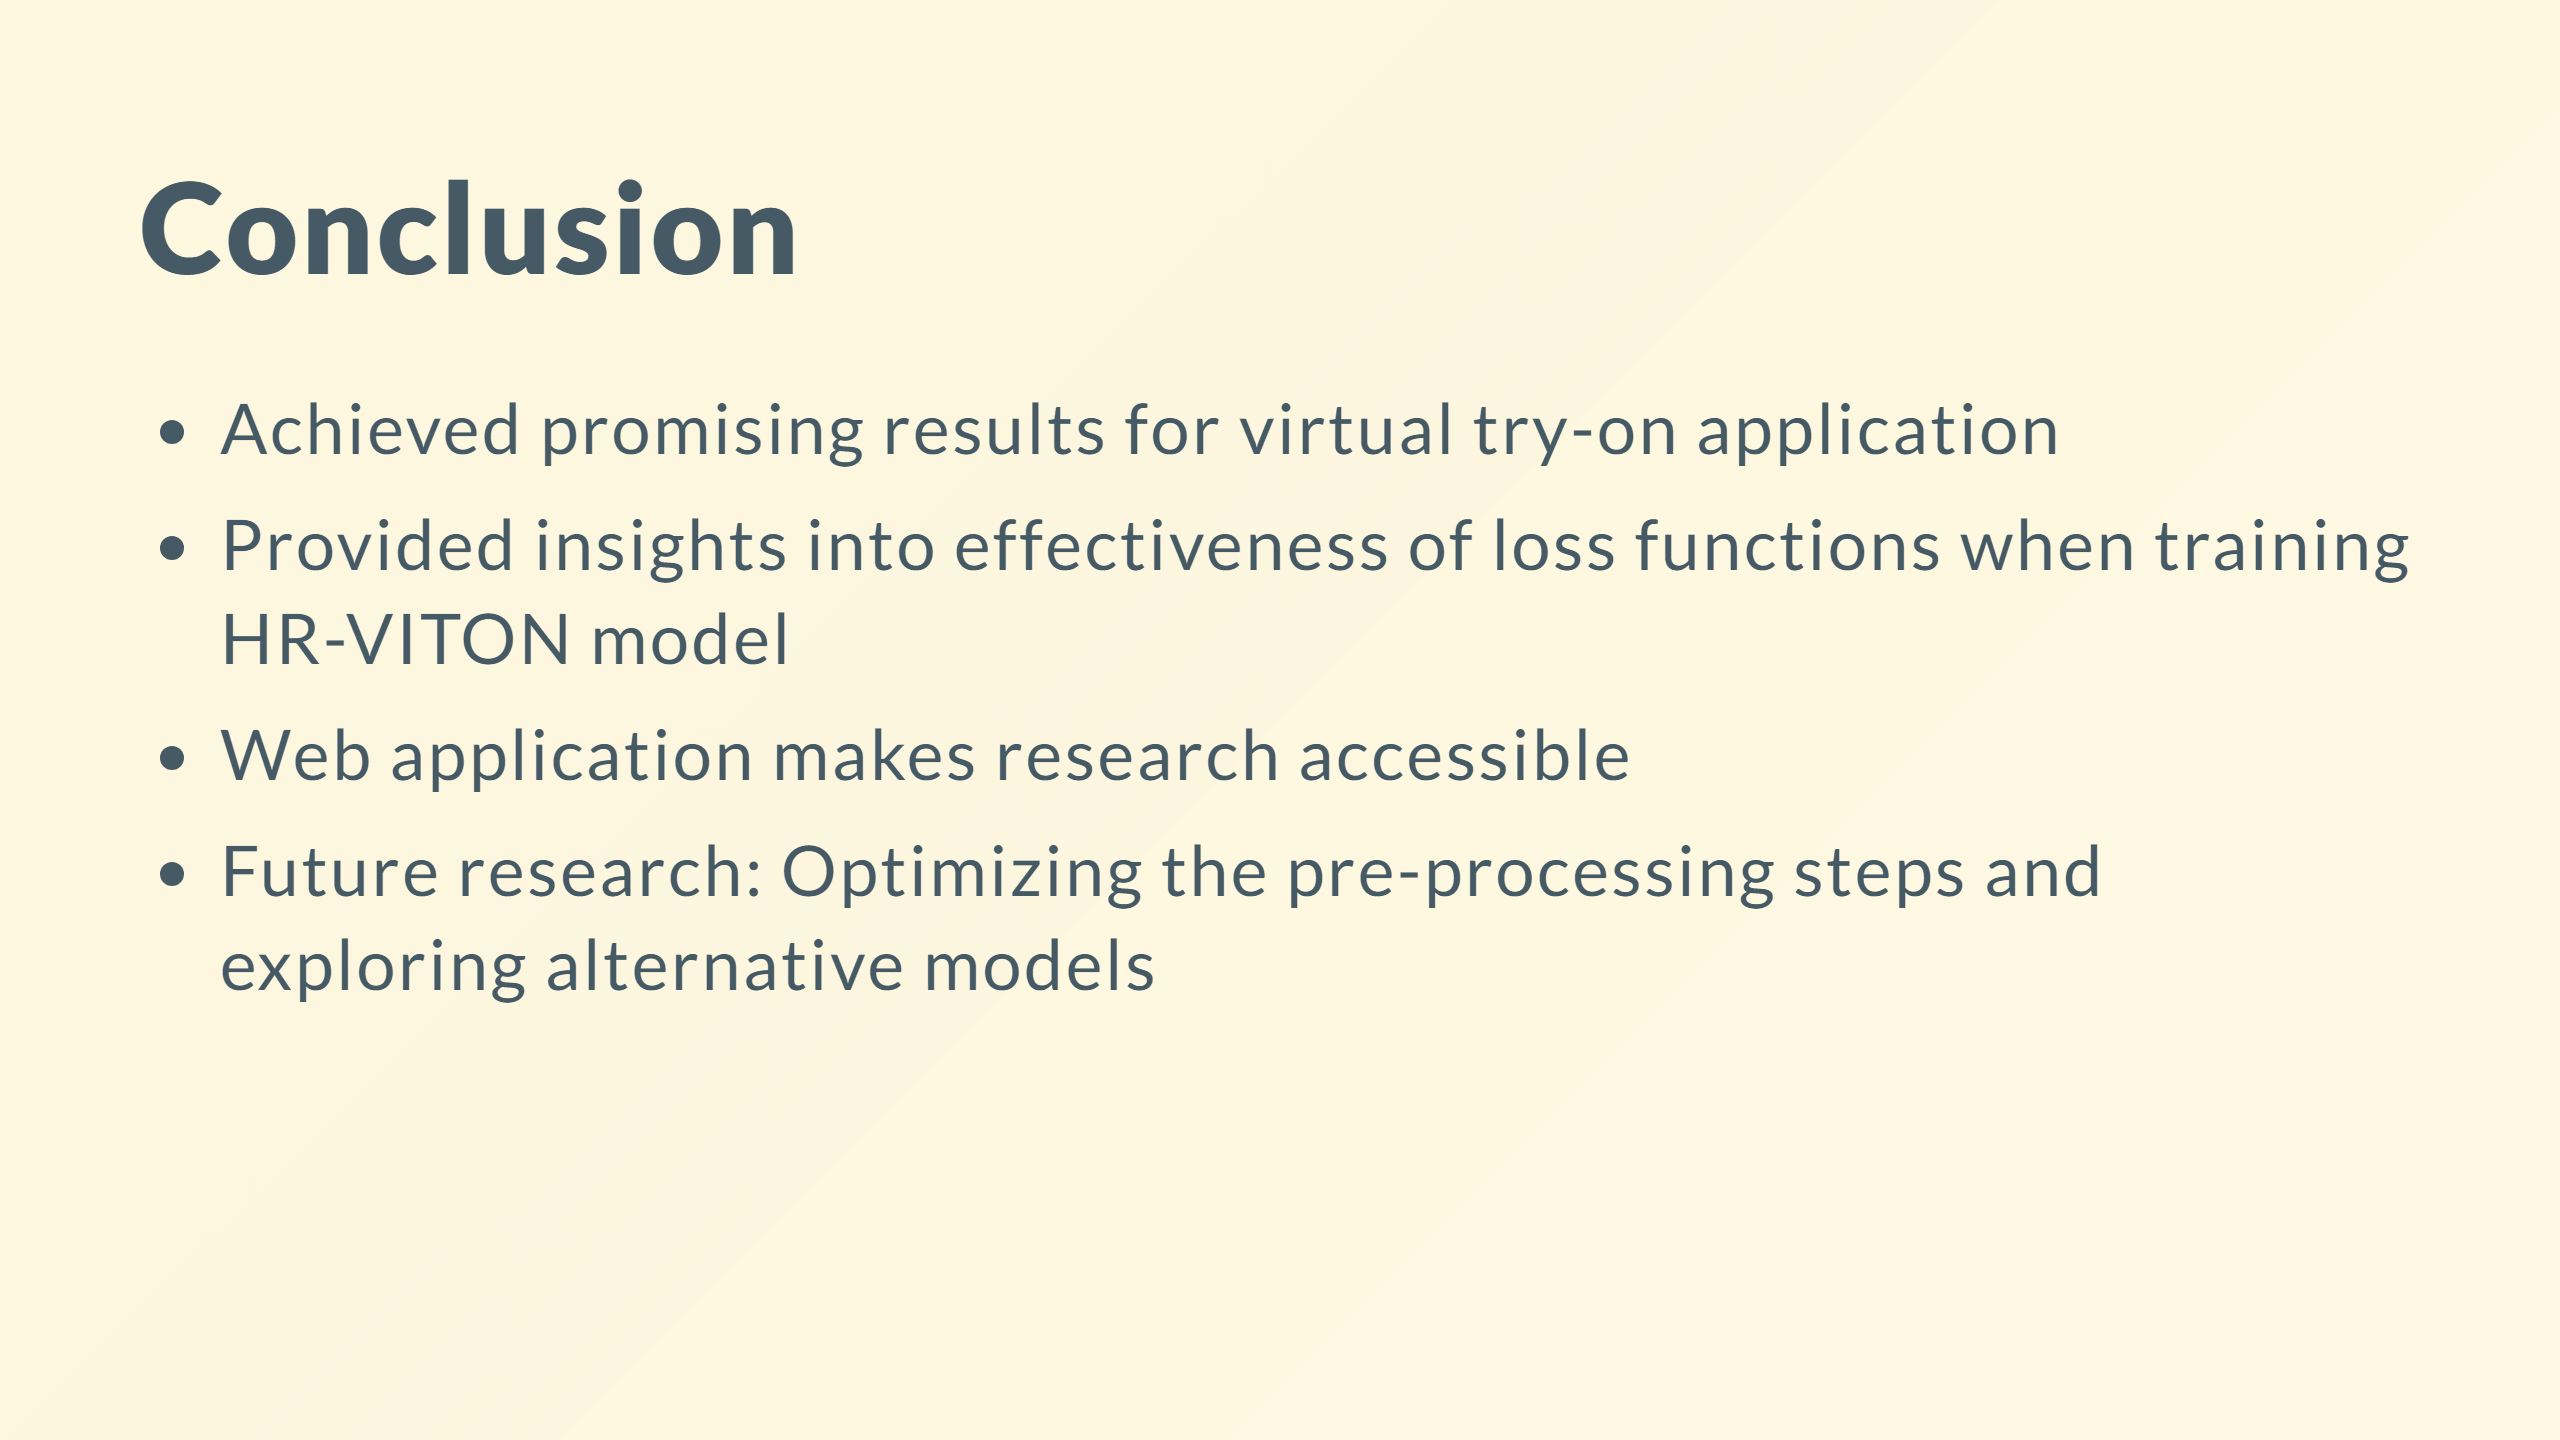 Conclusion
• Achieved promising results for virtual try-on application
• Provided insights into effectiveness of loss functions when training
HR-VITON model
• Web application makes research accessible
• Future research: Optimizing the pre-processing steps and
exploring alternative models